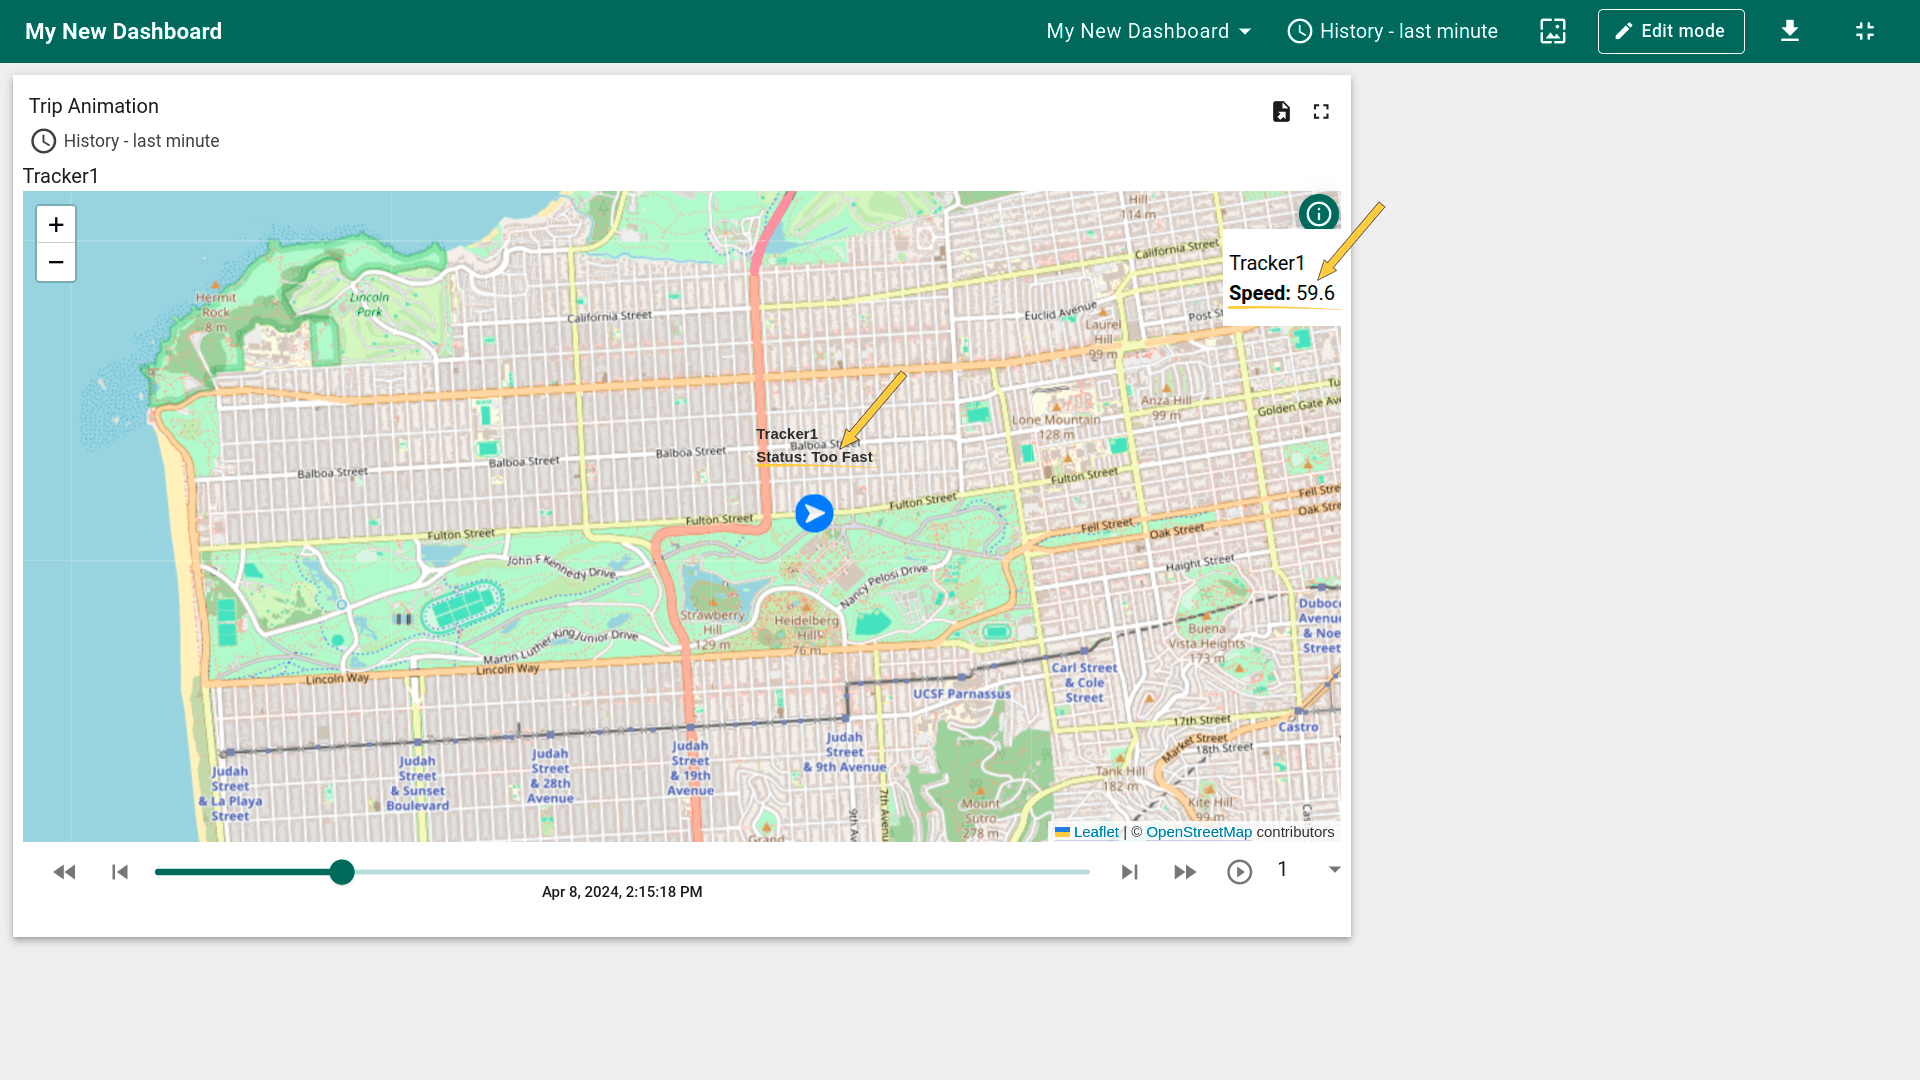 My New Dashboard
My New Dashboard
History - last minute
Edit mode
Trip Animation
History - last minute
Tracker1
+
−
Tracker1
Speed: 59.6
Hill
114 m
California Street
Hermit
Rock
8 m
Lincoln
Park
California Street
Euclid Avenue
Laurel
Hill
99 m
Post St
Anza Hill
99 m
Golden Gate Av
Tu
Lone Mountain
128 m
Tracker1
Status: Too Fast
Balboa Street
Balboa Street
Balboa Street
Balboa Street
Fulton Street
Fulton Street
Fulton Street
Fulton Street
Fell Stre
Oak Stre
Fell Street
Oak Street
Haight Street
John F Kennedy Drive
Nancy Pelosi Drive
Strawberry
Hill
129 m
Heidelberg
Hill
76 m
Martin Luther King Junior Drive
Lincoln Way
Lincoln Way
Buena
Vista Heights
173 m
Duboce
Avenue
& Noe
Street
Carl Street
& Cole
Street
UCSF Parnassus
17th Street
Market Street
18th Street
Castro
Judah
Street
& La Playa
Street
Judah
Street
& Sunset
Boulevard
Judah
Street
& 28th
Avenue
Judah
Street
& 19th
Avenue
Judah
Street
& 9th Avenue
9th Av
7th Avenue
Mount
Sutro
278 m
Tank Hill
182 m
Kite Hill
99 m
Cas
Grand
Leaflet | © OpenStreetMap contributors
Apr 8, 2024, 2:15:18 PM
1